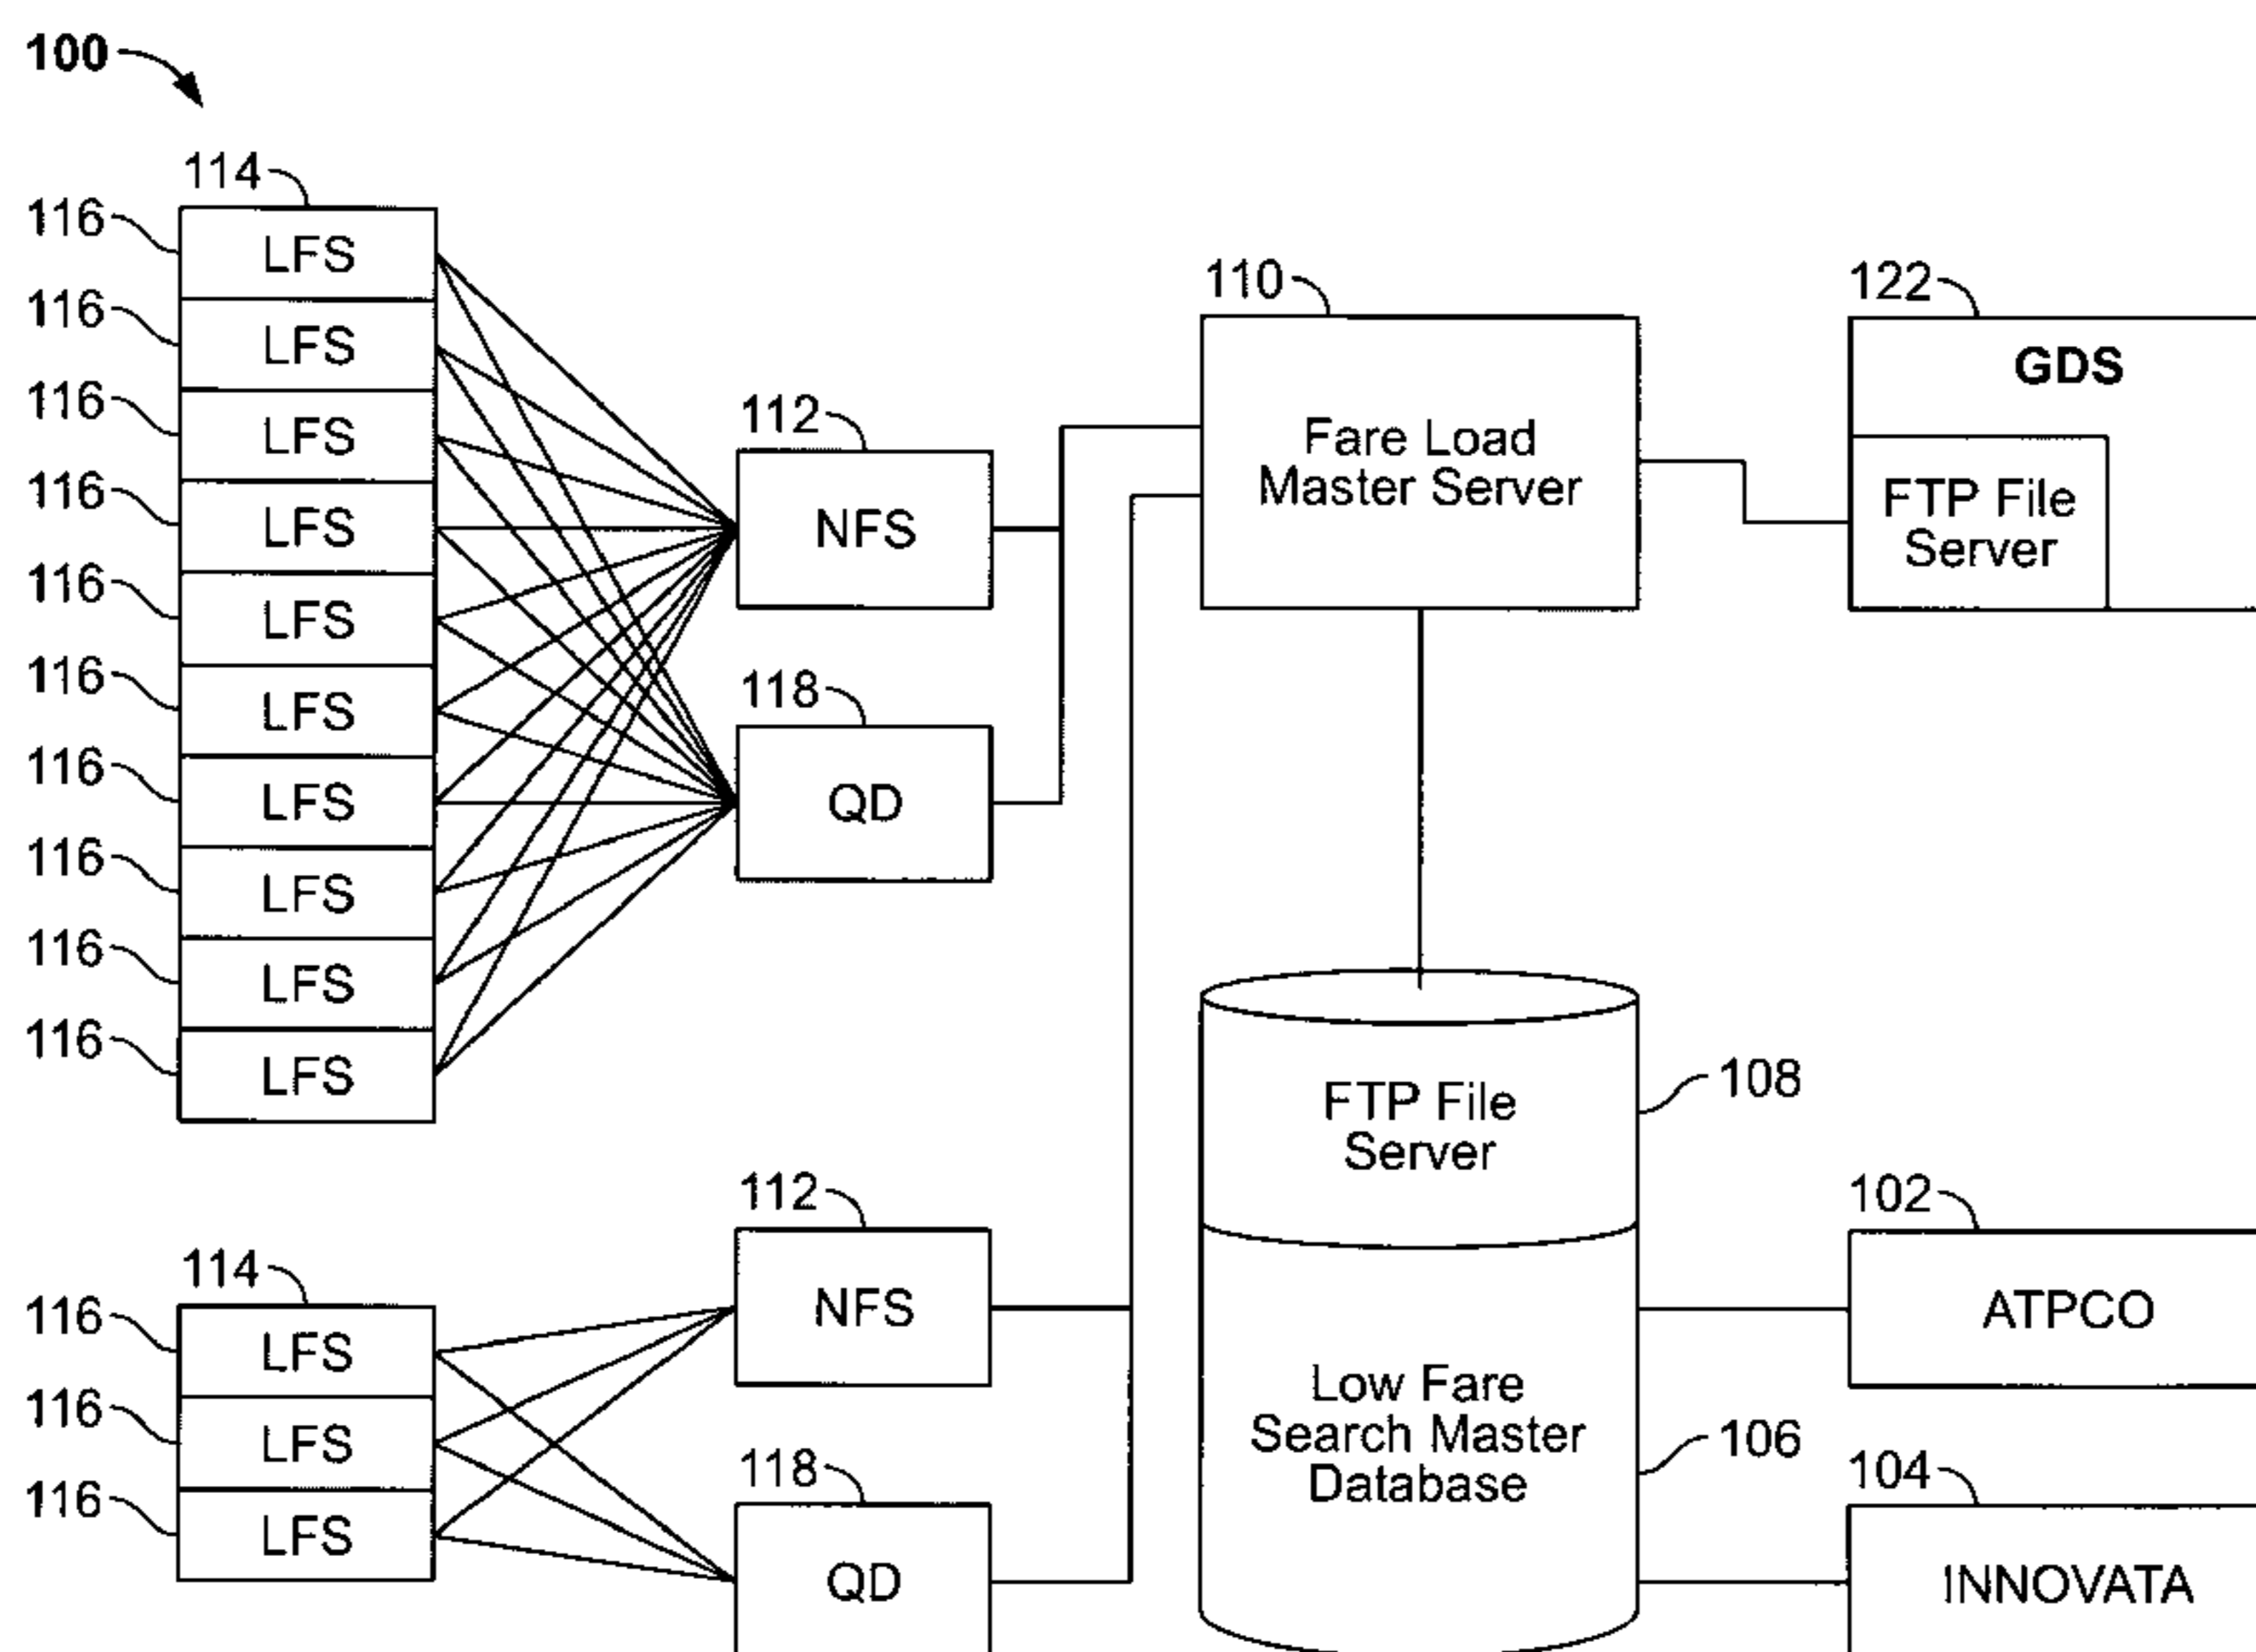 100
114
116
LFS
116
LFS
116
LFS
116
LFS
116
LFS
116
LFS
116
LFS
116
LFS
116
LFS
116
LFS
112
NFS
118
QD
110
Fare Load
Master Server
122
GDS
FTP File
Server
FTP File
Server
108
Low Fare
Search Master
Database
106
102
ATPCO
104
INNOVATA
114
116
LFS
116
LFS
116
LFS
112
NFS
118
QD